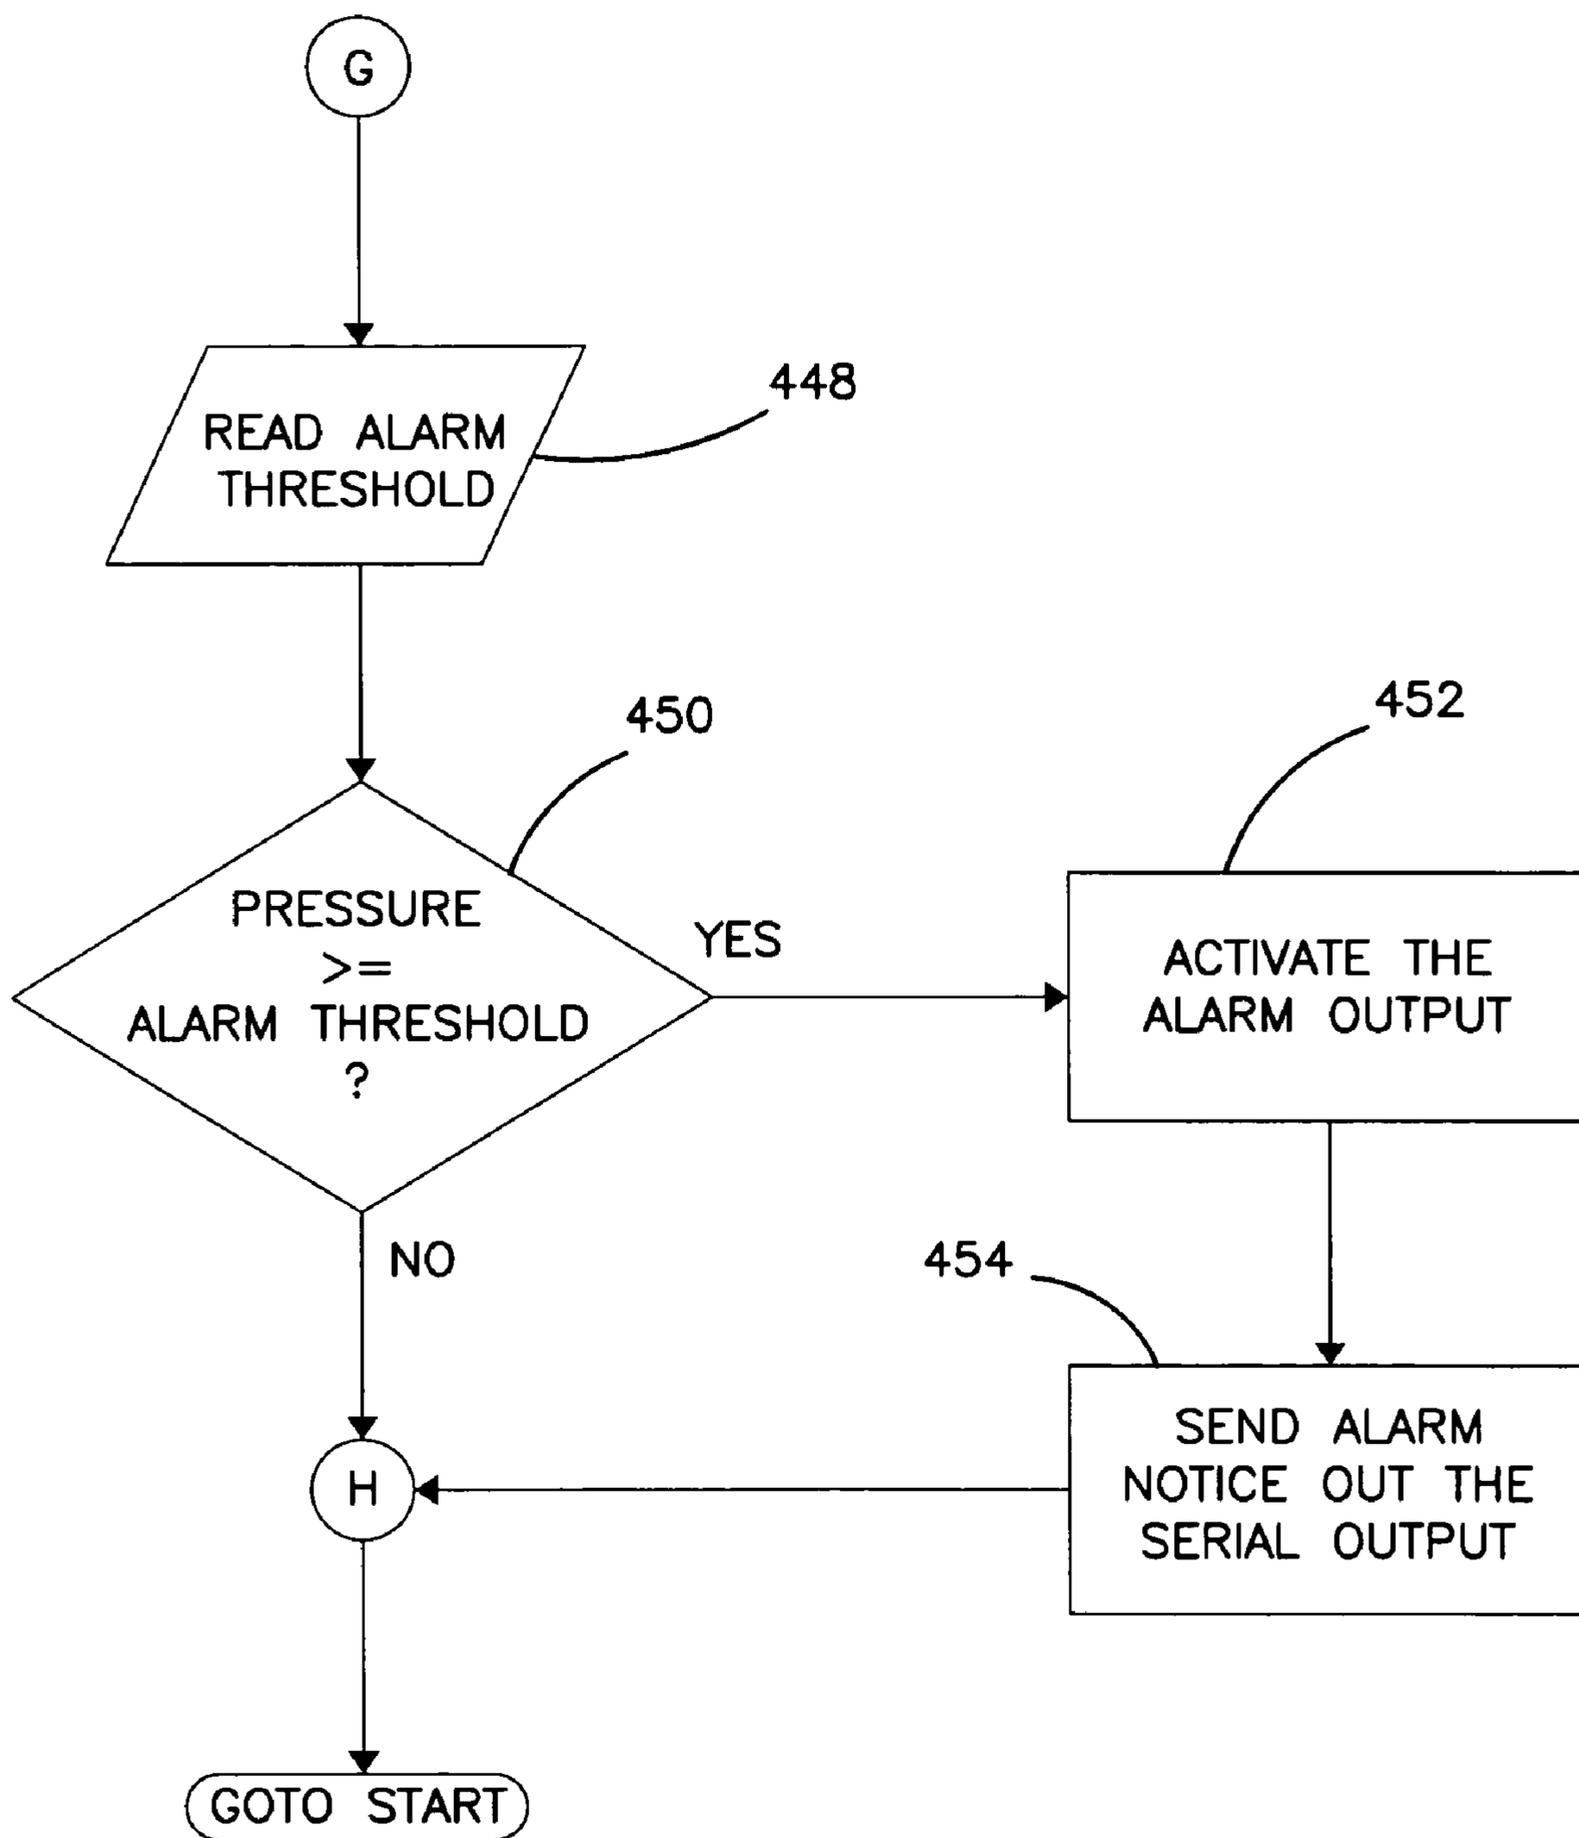 G
448
READ ALARM
THRESHOLD
450
452
PRESSURE
>=
ALARM THRESHOLD
?
YES
ACTIVATE THE
ALARM OUTPUT
NO
454
SEND ALARM
NOTICE OUT THE
SERIAL OUTPUT
H
GOTO START